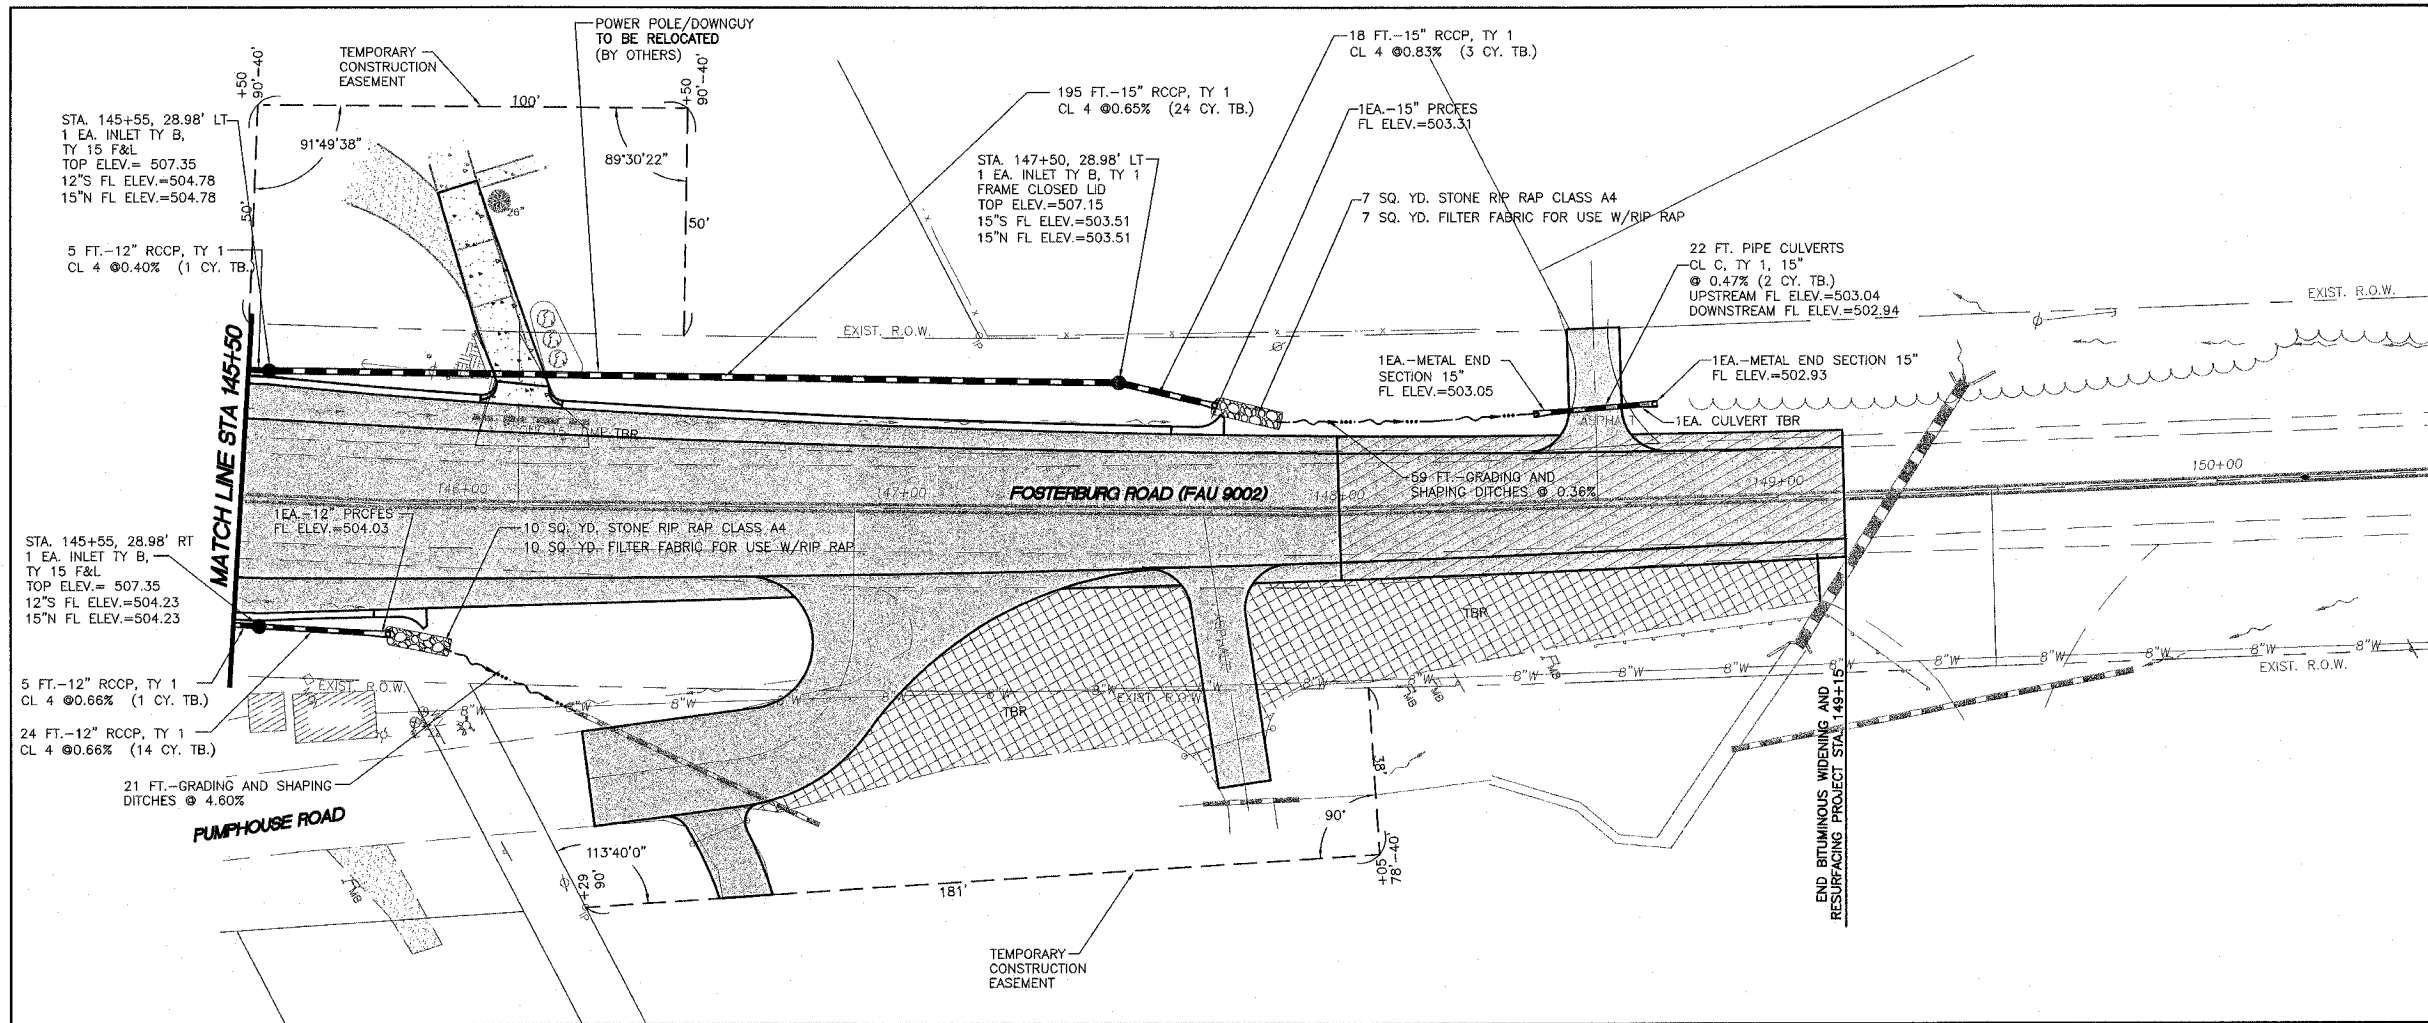 POWER POLE/DOWNGUY
TO BE RELOCATED
(BY OTHERS)
TEMPORARY
CONSTRUCTION
EASEMENT
+50
90'-40'
100'
+50
90'-40'
91°49'38"
89°30'22"
50'
50'
STA. 145+55, 28.98' LT
1 EA. INLET TY B,
TY 15 F&L
TOP ELEV.= 507.35
12"S FL ELEV.=504.78
15"N FL ELEV.=504.78
5 FT.-12" RCCP, TY 1
CL 4 @0.40% (1 CY. TB.)
26"
195 FT.-15" RCCP, TY 1
CL 4 @0.65% (24 CY. TB.)
18 FT.-15" RCCP, TY 1
CL 4 @0.83% (3 CY. TB.)
1EA.-15" PRCFES
FL ELEV.=503.31
STA. 147+50, 28.98' LT
1 EA. INLET TY B, TY 1
FRAME CLOSED LID
TOP ELEV.=507.15
15"S FL ELEV.=503.51
15"N FL ELEV.=503.51
7 SQ. YD. STONE RIP RAP CLASS A4
7 SQ. YD. FILTER FABRIC FOR USE W/RIP RAP
22 FT. PIPE CULVERTS
CL C, TY 1, 15"
@ 0.47% (2 CY. TB.)
UPSTREAM FL ELEV.=503.04
DOWNSTREAM FL ELEV.=502.94
EXIST. R.O.W.
EXIST. R.O.W.
1EA.-METAL END
SECTION 15"
FL ELEV.=503.05
1EA.-METAL END SECTION 15"
FL ELEV.=502.93
1EA. CULVERT TBR
ASPHALT
TBR
MATCH LINE STA 145+50
146+00
147+00
FOSTERBURG ROAD (FAU 9002)
148+00
149+00
150+00
59 FT.-GRADING AND
SHAPING DITCHES @ 0.36%
1EA.-12" PRCFES
FL ELEV.=504.03
10 SQ. YD. STONE RIP RAP CLASS A4
10 SQ. YD. FILTER FABRIC FOR USE W/RIP RAP
STA. 145+55, 28.98' RT
1 EA. INLET TY B,
TY 15 F&L
TOP ELEV.= 507.35
12"S FL ELEV.=504.23
15"N FL ELEV.=504.23
5 FT.-12" RCCP, TY 1
CL 4 @0.66% (1 CY. TB.)
24 FT.-12" RCCP, TY 1
CL 4 @0.66% (14 CY. TB.)
21 FT.-GRADING AND SHAPING
DITCHES @ 4.60%
PUMPHOUSE ROAD
EXIST. R.O.W.
8"W 8"W 8"W 8"W 8"W 8"W 8"W 8"W 8"W 8"W 8"W 8"W 8"W 8"W 8"W
EXIST. R.O.W.
EXIST. R.O.W.
TBR
TBR
MB
MB
MB
MB
MB
38'
90°
+05
78'-40'
113°40'0"
+29
90'
181'
TEMPORARY
CONSTRUCTION
EASEMENT
END BITUMINOUS WIDENING AND
RESURFACING PROJECT STA. 149+15